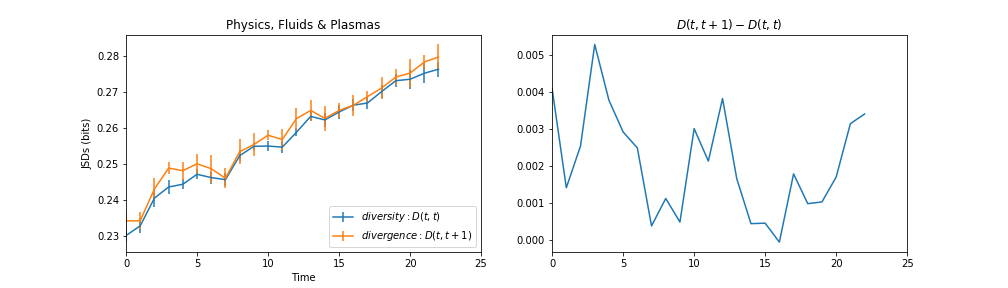 Physics, Fluids & Plasmas
JSDs (bits)
0.28
0.27
0.26
0.25
0.24
0.23
0 5 10 15 20 25
Time
diversity: D(t, t)
divergence: D(t, t + 1)
D(t, t + 1) − D(t, t)
0.005
0.004
0.003
0.002
0.001
0.000
0 5 10 15 20 25